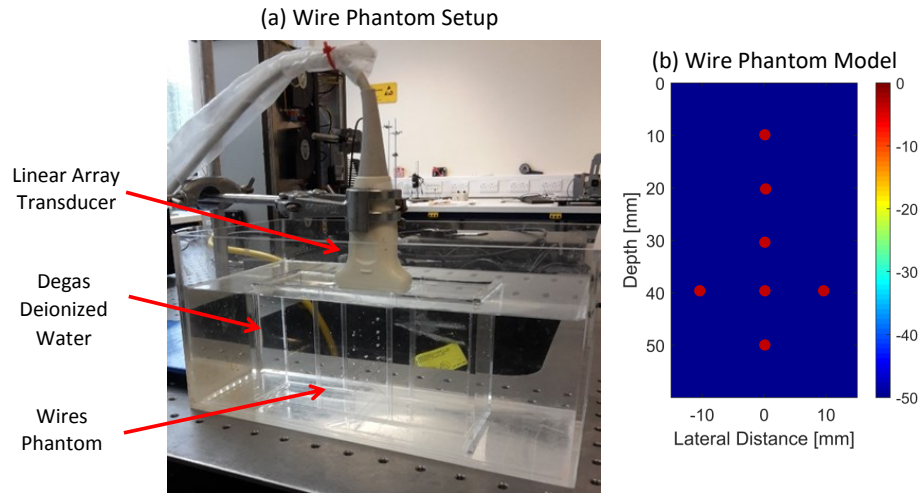 (a) Wire Phantom Setup
Linear Array
Transducer
Degas
Deionized
Water
Wires
Phantom
(b) Wire Phantom Model
0
10
20
30
40
50
Depth [mm]
-10
0
10
Lateral Distance [mm]
0
-10
-20
-30
-40
-50